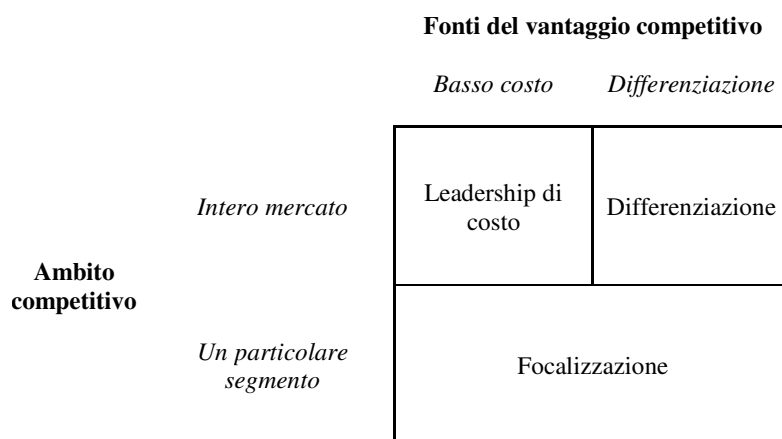 Fonti del vantaggio competitivo
Basso costo Differenziazione
Intero mercato
Leadership di
costo
Differenziazione
Ambito
competitivo
Un particolare
segmento
Focalizzazione